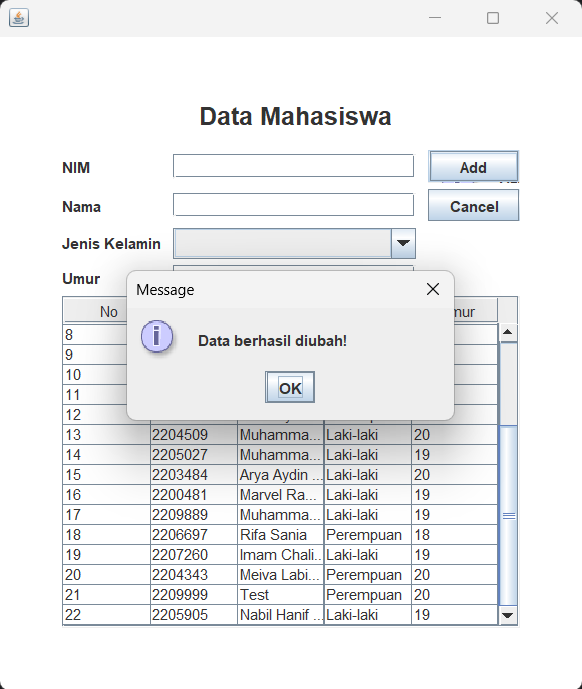 Data Mahasiswa
NIM
Add
Nama
Cancel
Jenis Kelamin
Umur
Message
Data berhasil diubah!
OK
No
8
9
10
11
12
13 2204509 Muhamma... Laki-laki 20
14 2205027 Muhamma... Laki-laki 19
15 2203484 Arya Aydin ... Laki-laki 20
16 2200481 Marvel Ra... Laki-laki 19
17 2209889 Muhamma... Laki-laki 19
18 2206697 Rifa Sania Perempuan 18
19 2207260 Imam Chali... Laki-laki 19
20 2204343 Meiva Labi... Perempuan 20
21 2209999 Test Perempuan 20
22 2205905 Nabil Hanif ... Laki-laki 19